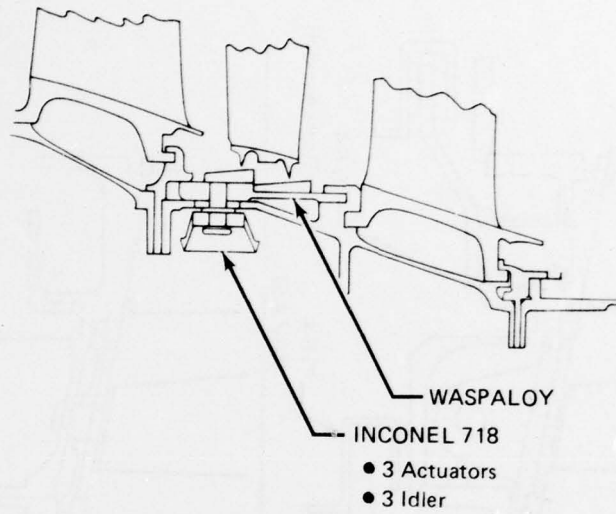 WASPALOY
INCONEL 718
● 3 Actuators
● 3 Idler